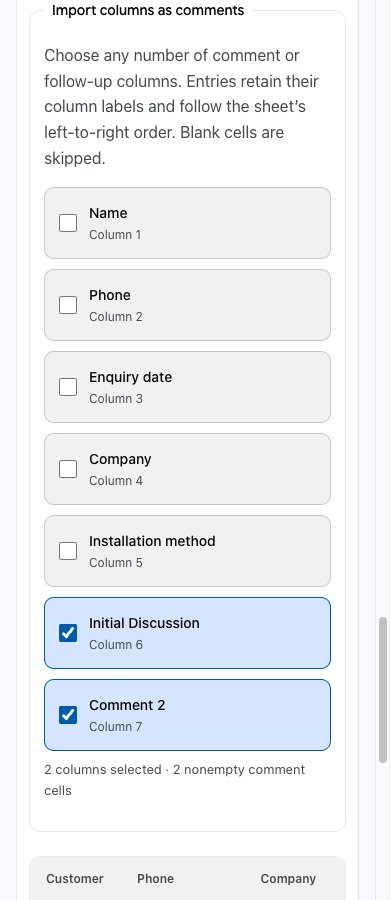 Import columns as comments
Choose any number of comment or
follow-up columns. Entries retain their
column labels and follow the sheet’s
left-to-right order. Blank cells are
skipped.
Name
Column 1
Phone
Column 2
Enquiry date
Column 3
Company
Column 4
Installation method
Column 5
Initial Discussion
Column 6
Comment 2
Column 7
2 columns selected · 2 nonempty comment
cells
Customer Phone Company